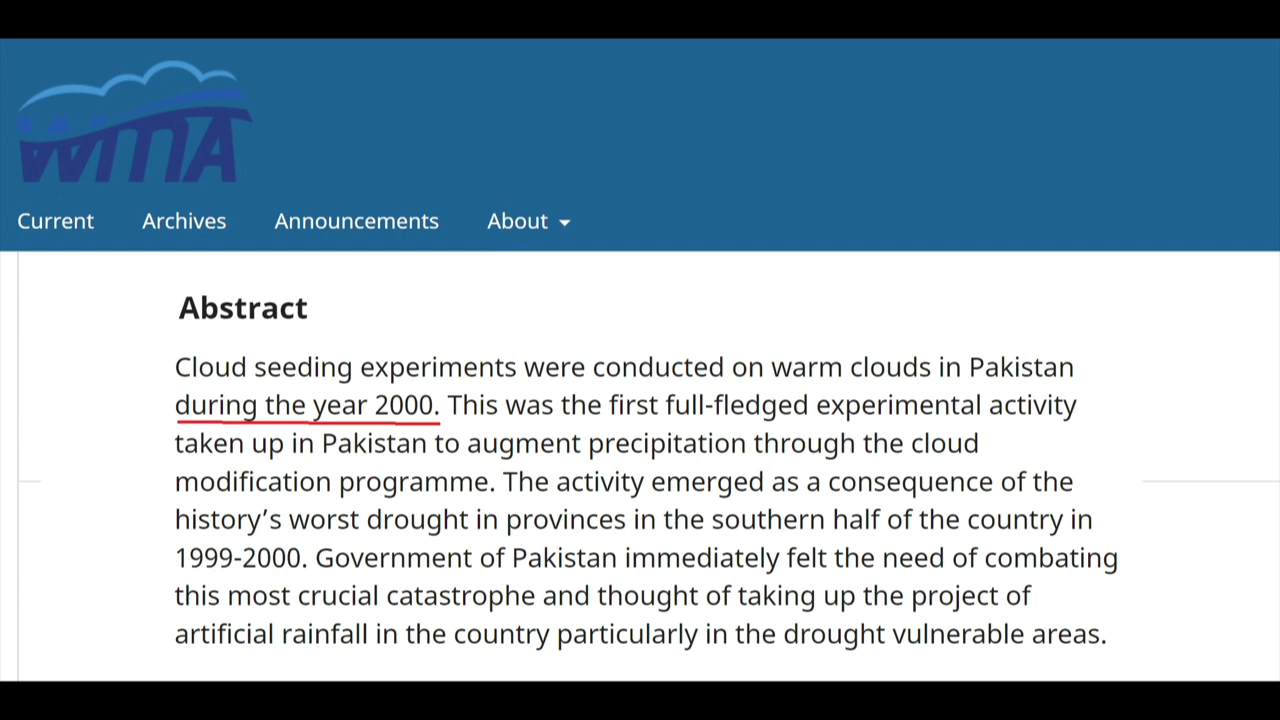 WMA
Current Archives Announcements About
Abstract
Cloud seeding experiments were conducted on warm clouds in Pakistan
during the year 2000. This was the first full-fledged experimental activity
taken up in Pakistan to augment precipitation through the cloud
modification programme. The activity emerged as a consequence of the
history’s worst drought in provinces in the southern half of the country in
1999-2000. Government of Pakistan immediately felt the need of combating
this most crucial catastrophe and thought of taking up the project of
artificial rainfall in the country particularly in the drought vulnerable areas.